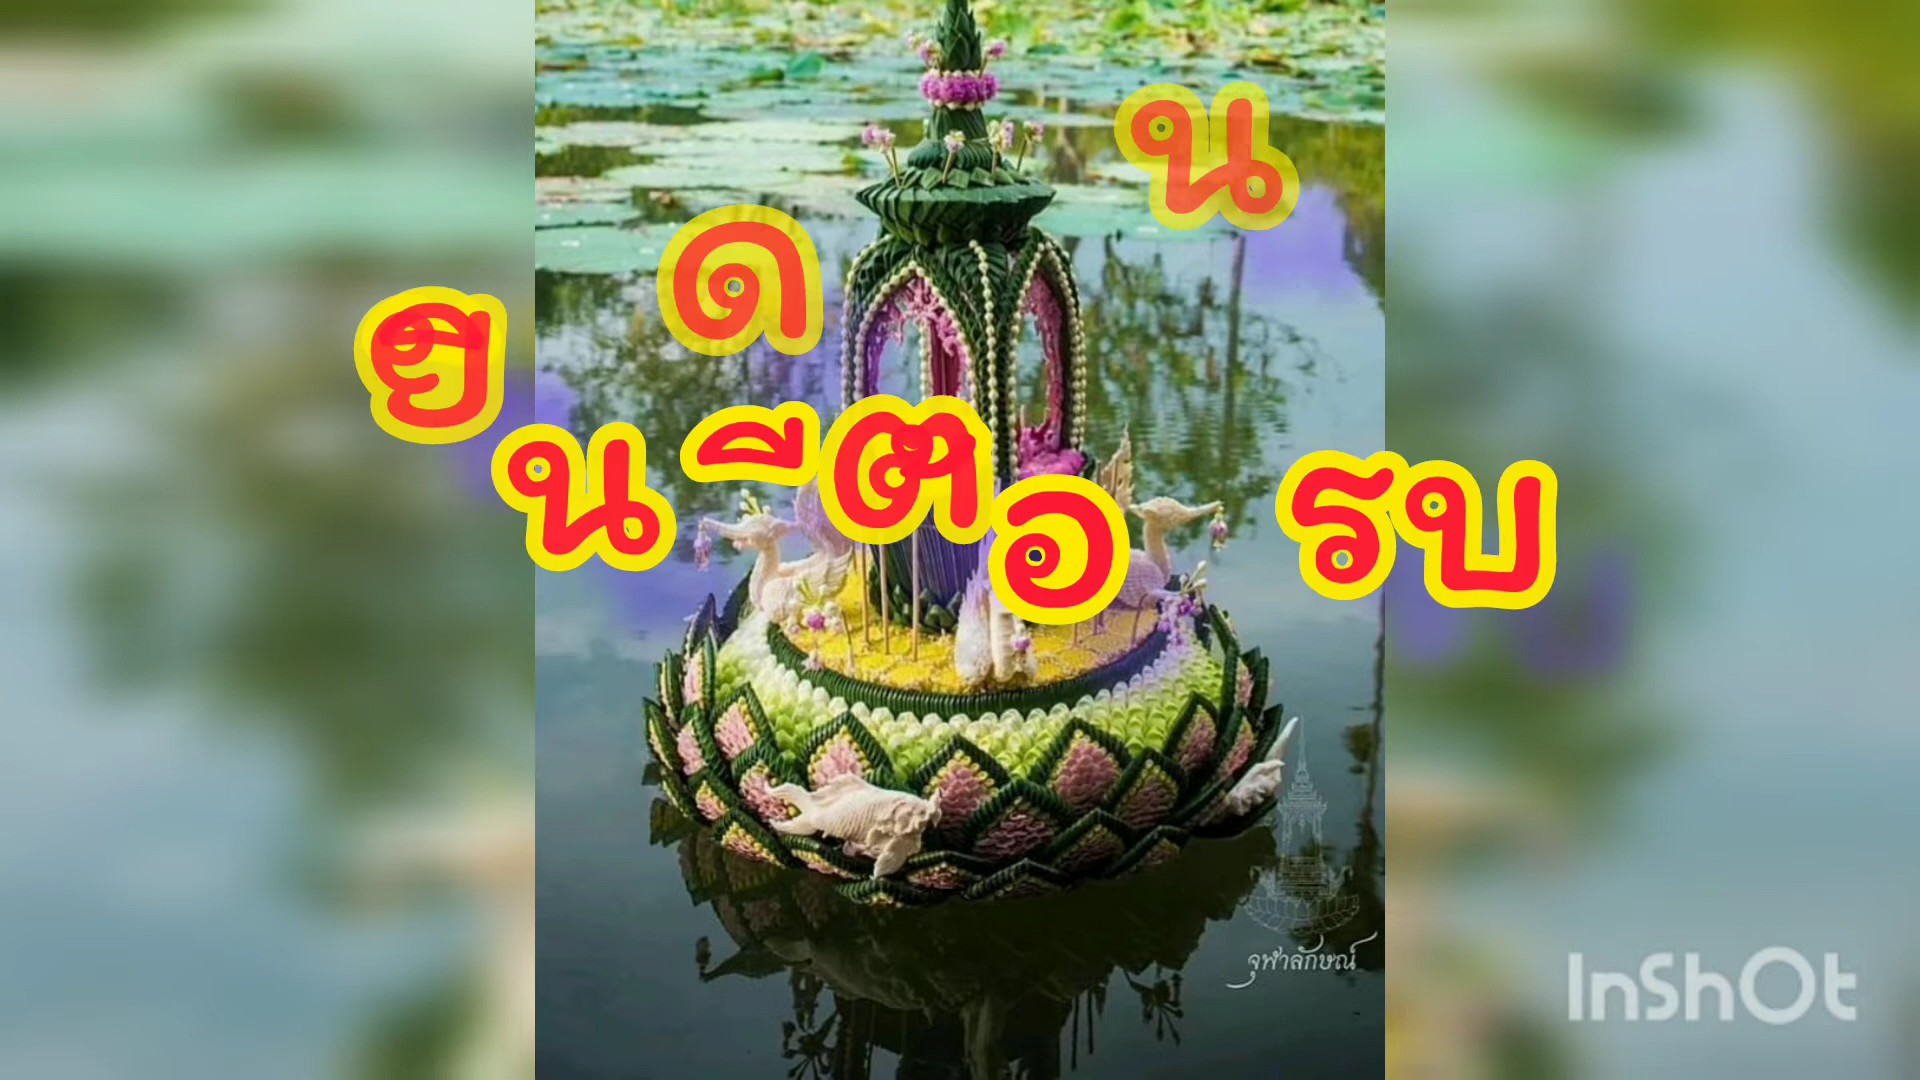 ย ด น
น ี ต อ ร บ
จุฬาลักษณ์
InShOt